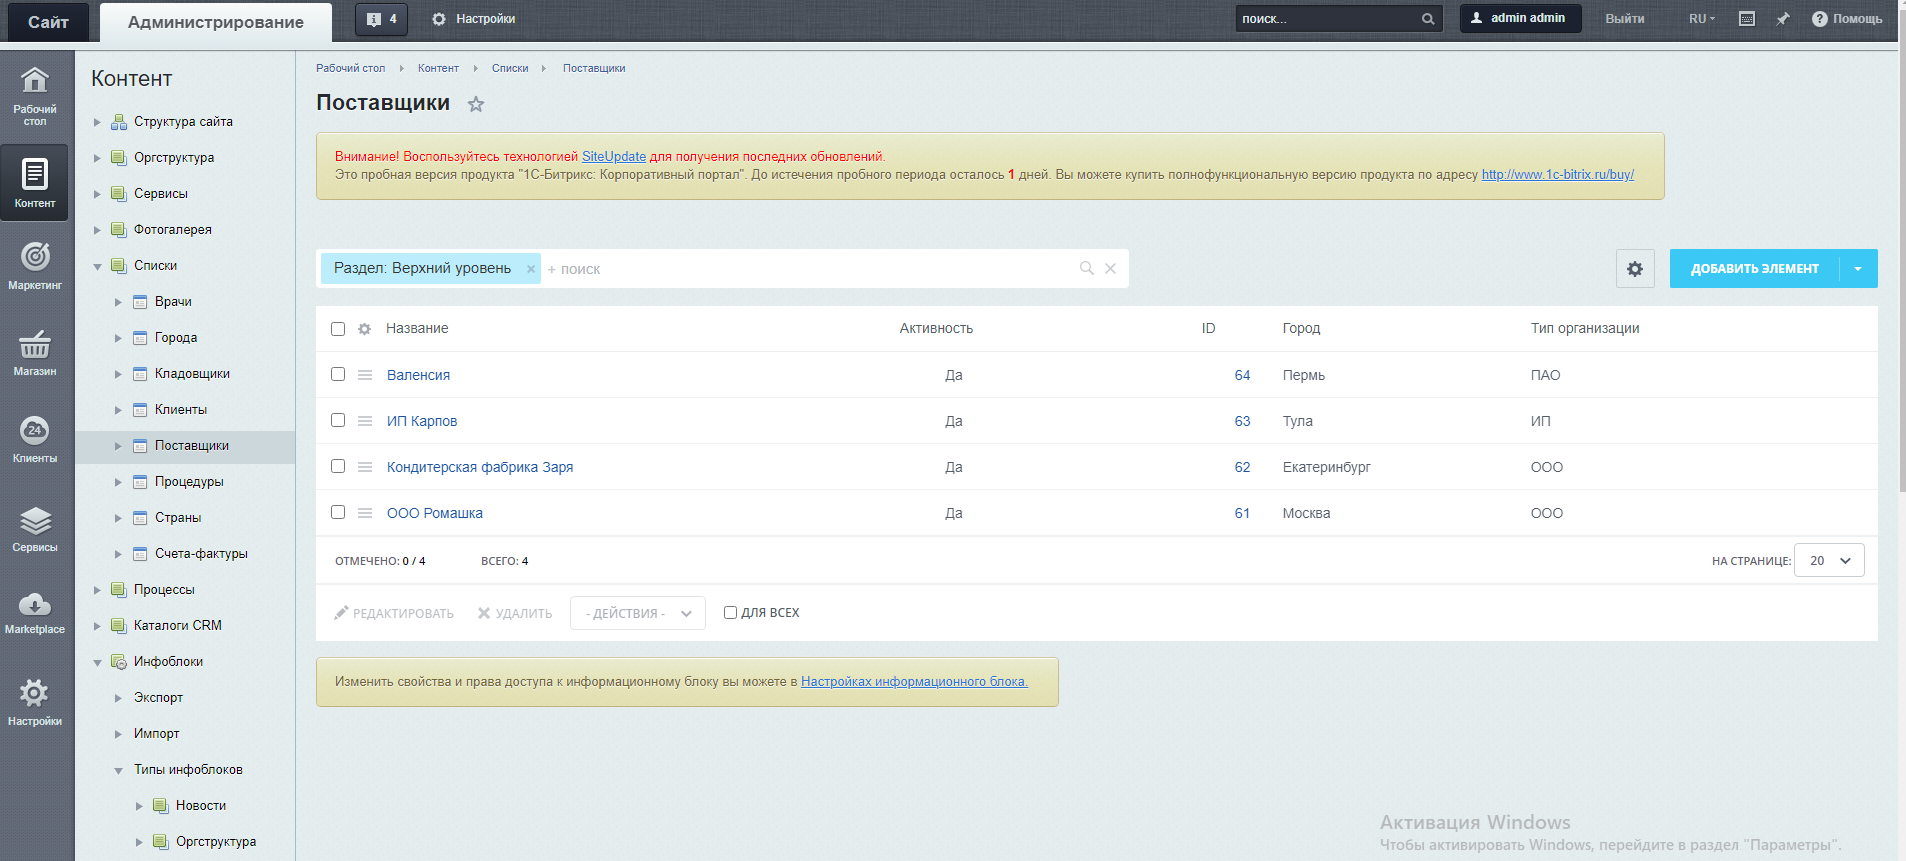 Сайт
Администрирование
4
Настройки
поиск...
admin admin
Выйти
RU
Помощь
Рабочий стол
Контент
Маркетинг
Магазин
24
Клиенты
Сервисы
Marketplace
Настройки
Контент
Структура сайта
Оргструктура
Сервисы
Фотогалерея
Списки
Врачи
Города
Кладовщики
Клиенты
Поставщики
Процедуры
Страны
Счета-фактуры
Процессы
Каталоги CRM
Инфоблоки
Экспорт
Импорт
Типы инфоблоков
Новости
Оргструктура
Рабочий стол Контент Списки Поставщики
Поставщики
Внимание! Воспользуйтесь технологией SiteUpdate для получения последних обновлений.
Это пробная версия продукта "1С-Битрикс: Корпоративный портал". До истечения пробного периода осталось 1 дней. Вы можете купить полнофункциональную версию продукта по адресу http://www.1c-bitrix.ru/buy/
Раздел: Верхний уровень × + поиск
ДОБАВИТЬ ЭЛЕМЕНТ
Название Активность ID Город Тип организации
Валенсия Да 64 Пермь ПАО
ИП Карпов Да 63 Тула ИП
Кондитерская фабрика Заря Да 62 Екатеринбург ООО
ООО Ромашка Да 61 Москва ООО
ОТМЕЧЕНО: 0 / 4 ВСЕГО: 4 НА СТРАНИЦЕ: 20
РЕДАКТИРОВАТЬ УДАЛИТЬ - ДЕЙСТВИЯ - ДЛЯ ВСЕХ
Изменить свойства и права доступа к информационному блоку вы можете в Настройках информационного блока.
Активация Windows
Чтобы активировать Windows, перейдите в раздел "Параметры".